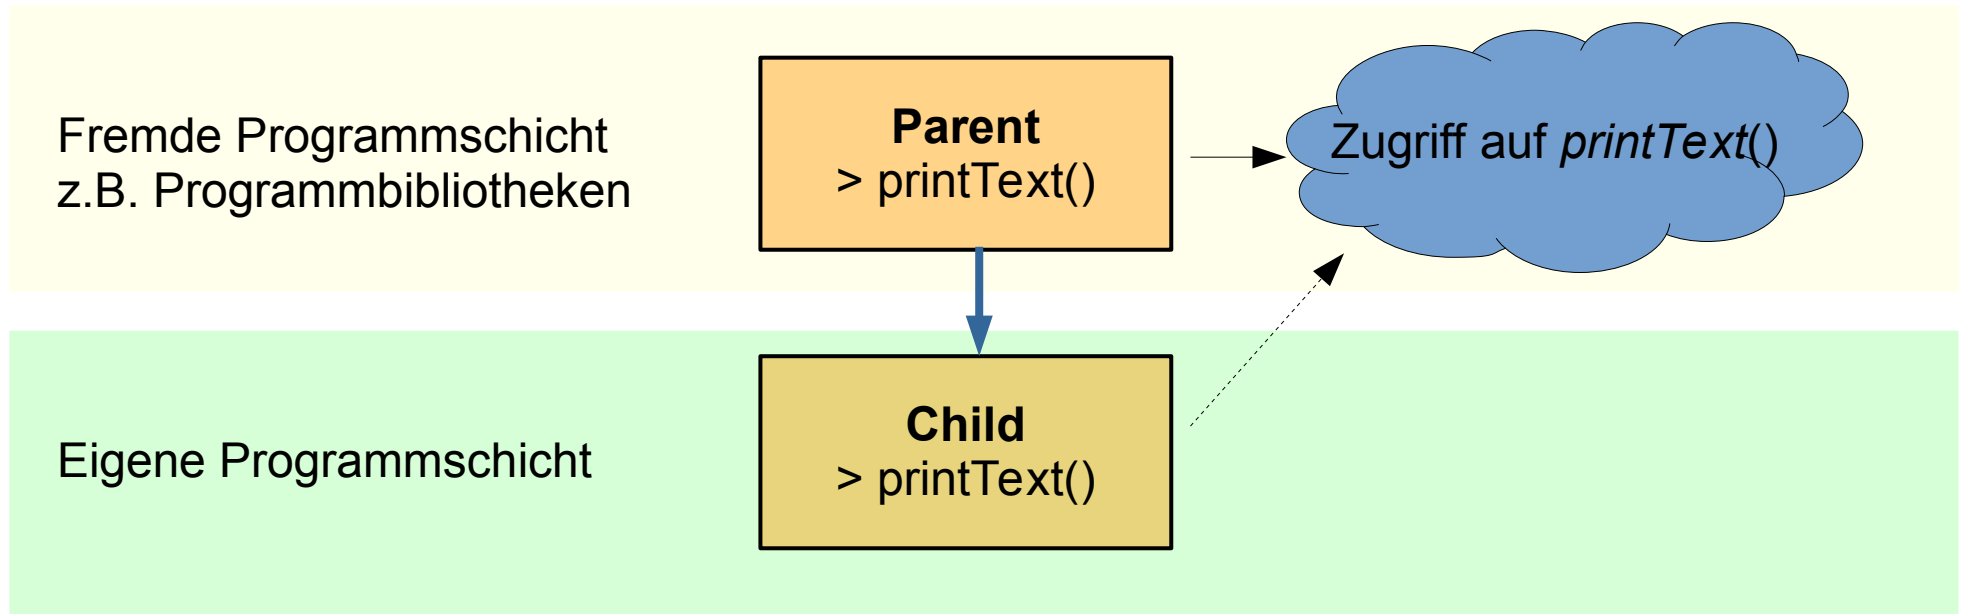 Fremde Programmschicht
z.B. Programmbibliotheken
Parent
> printText()
Zugriff auf printText()
Eigene Programmschicht
Child
> printText()